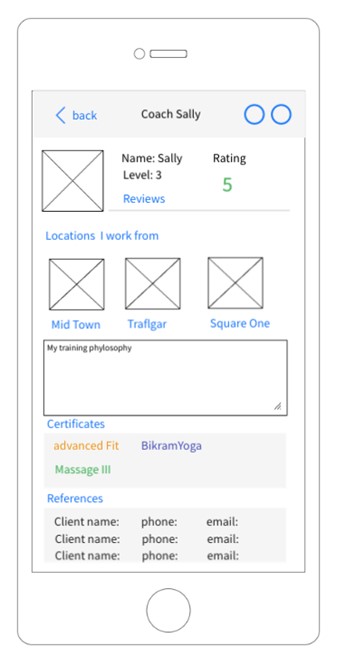 back Coach Sally
Name: Sally Rating
Level: 3
5
Reviews
Locations I work from
Mid Town Traflgar Square One
My training phylosophy
Certificates
advanced Fit BikramYoga
Massage III
References
Client name: phone: email:
Client name: phone: email:
Client name: phone: email: